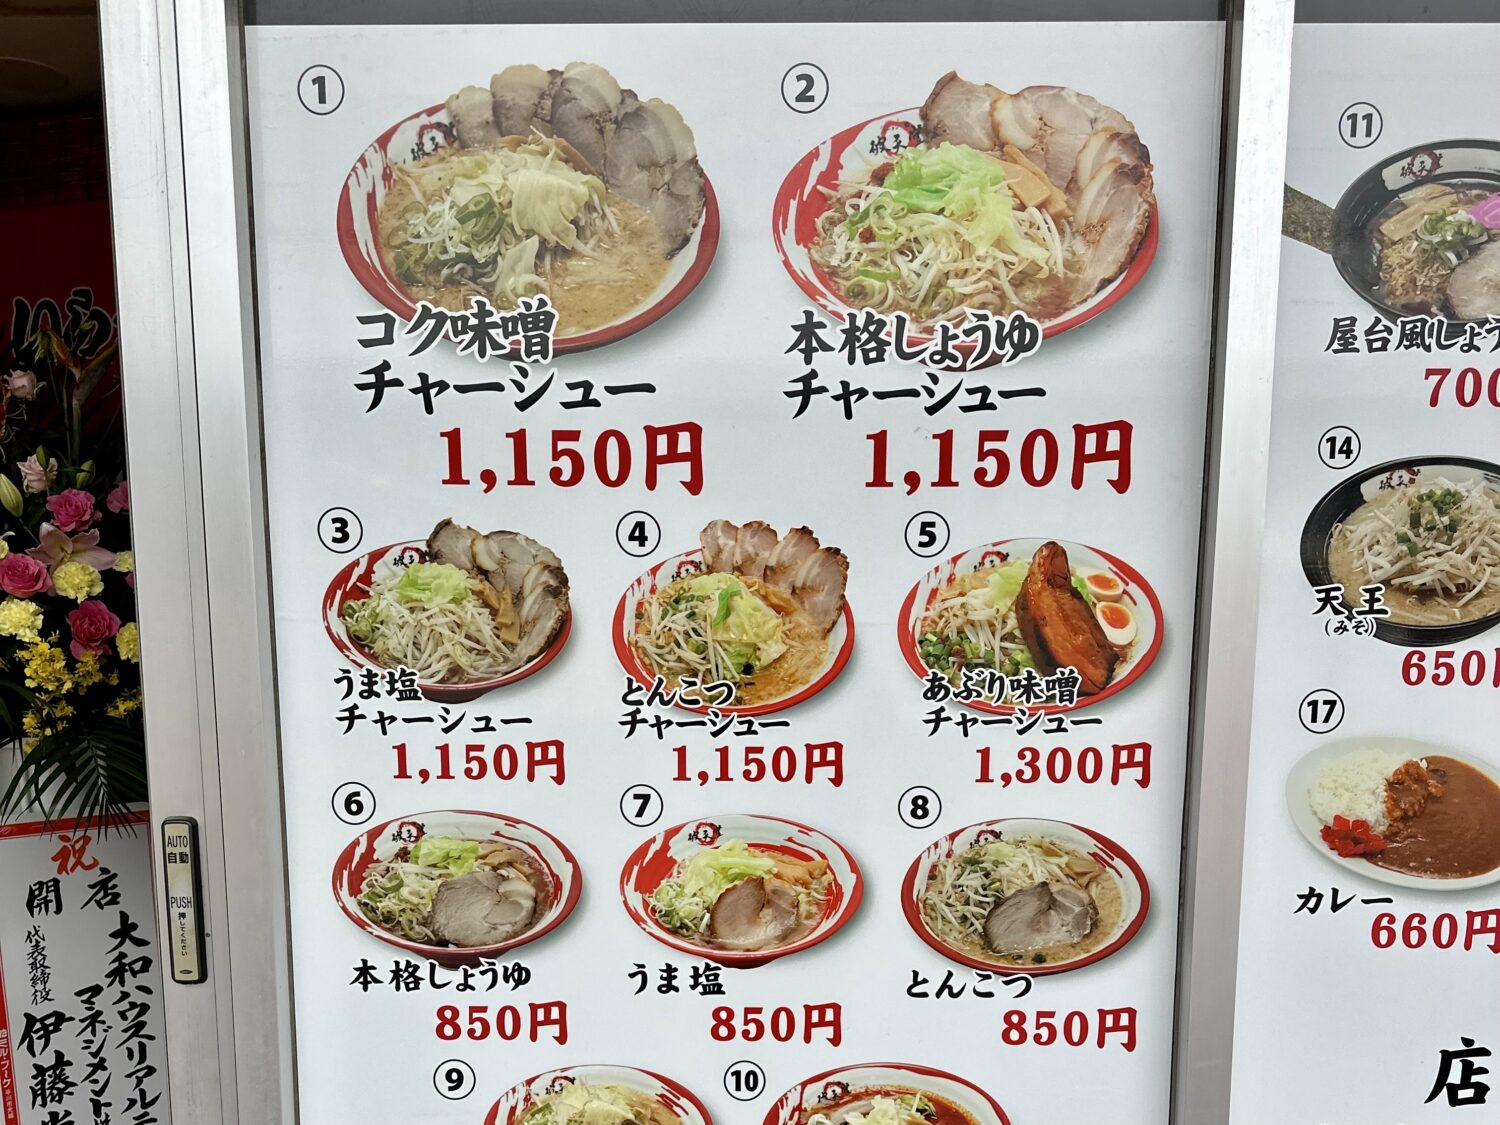 ①
コク味噌
チャーシュー
1,150円
②
本格しょうゆ
チャーシュー
1,150円
③
うま塩
チャーシュー
1,150円
④
とんこつ
チャーシュー
1,150円
⑤
あぶり味噌
チャーシュー
1,300円
⑥
本格しょうゆ
850円
⑦
うま塩
850円
⑧
とんこつ
850円
⑨
⑩
⑪
屋台風しょう
700
⑭
天王
(みそ)
650円
⑰
カレー
660円
店
AUTO
自動
PUSH
押してください
祝
開店
大和ハウスリアルエ
マネジメント
代表取締役
伊藤